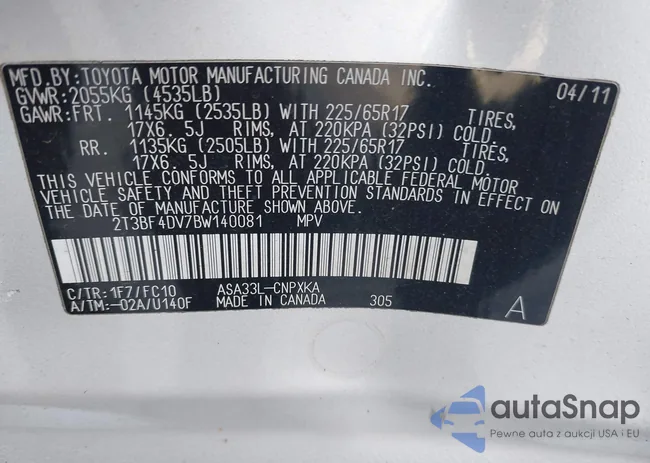 MFD. BY: TOYOTA MOTOR MANUFACTURING CANADA INC.
GVWR: 2055KG (4535LB) 04/11
GAWR: FRT. 1145KG (2535LB) WITH 225/65R17 TIRES,
17X6. 5J RIMS, AT 220KPA (32PSI) COLD
RR. 1135KG (2505LB) WITH 225/65R17 TIRES,
17X6. 5J RIMS, AT 220KPA (32PSI) COLD.
THIS VEHICLE CONFORMS TO ALL APPLICABLE FEDERAL MOTOR
VEHICLE SAFETY AND THEFT PREVENTION STANDARDS IN EFFECT ON
THE DATE OF MANUFACTURE SHOWN ABOVE.
2T3BF4DV7BW140081 MPV
C/TR: 1F7/FC10 ASA33L-CNPXKA
A/TM: -02A/U140F MADE IN CANADA 305 A
autaSnap
Pewne auta z aukcji USA i EU